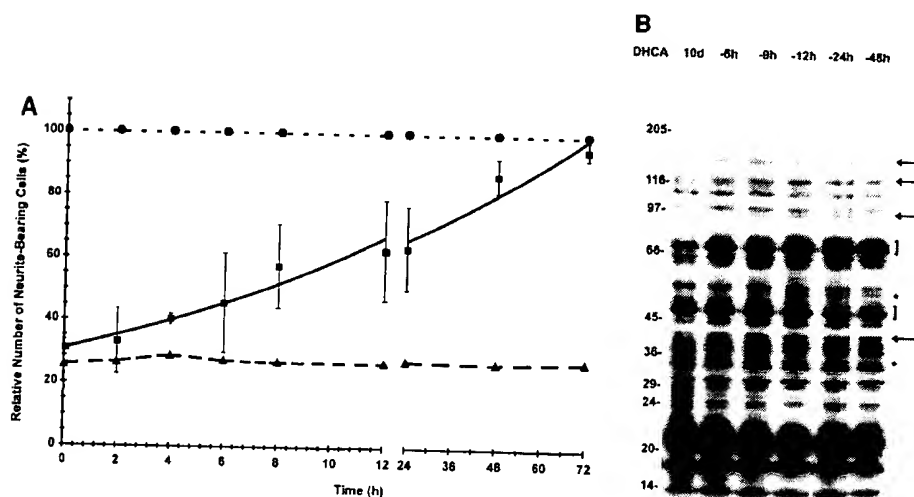 A
Relative Number of Neurite-Bearing Cells (%)
100
80
60
40
20
0
0 2 4 6 8 10 12 24 36 48 60 72
Time (h)
B
DHCA 10d -6h -9h -12h -24h -48h
205-
116-
97-
66-
45-
36-
29-
24-
20-
14-